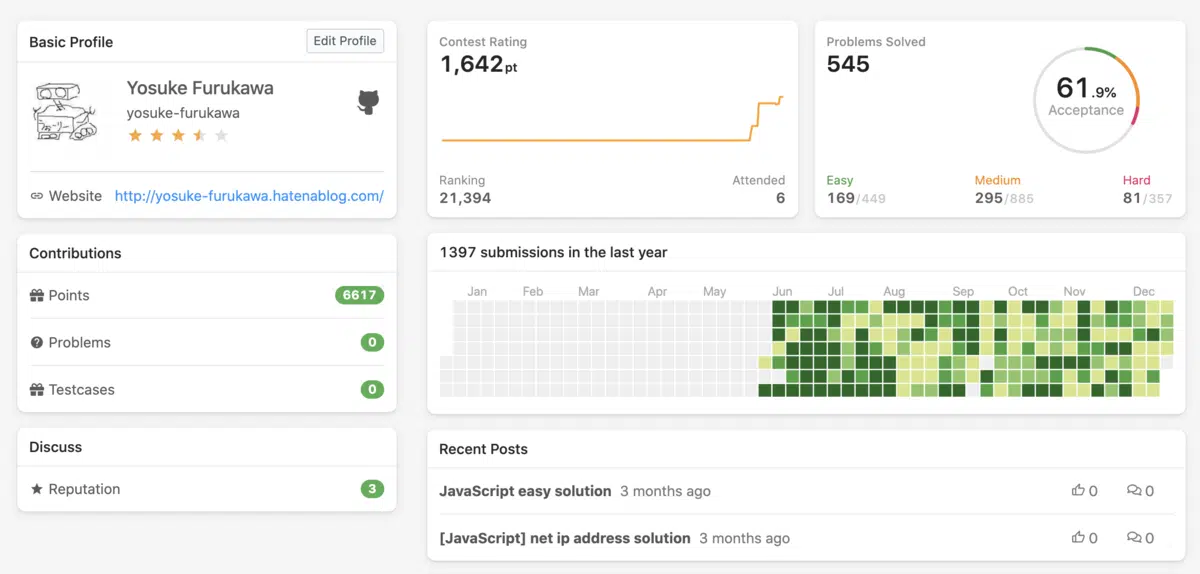 Basic Profile
Edit Profile
Yosuke Furukawa
yosuke-furukawa
Website http://yosuke-furukawa.hatenablog.com/
Contributions
Points 6617
Problems 0
Testcases 0
Discuss
Reputation 3
Contest Rating
1,642 pt
Ranking Attended
21,394 6
Problems Solved
545
61.9%
Acceptance
Easy Medium Hard
169/449 295/885 81/357
1397 submissions in the last year
Jan Feb Mar Apr May Jun Jul Aug Sep Oct Nov Dec
Recent Posts
JavaScript easy solution 3 months ago 0 0
[JavaScript] net ip address solution 3 months ago 0 0